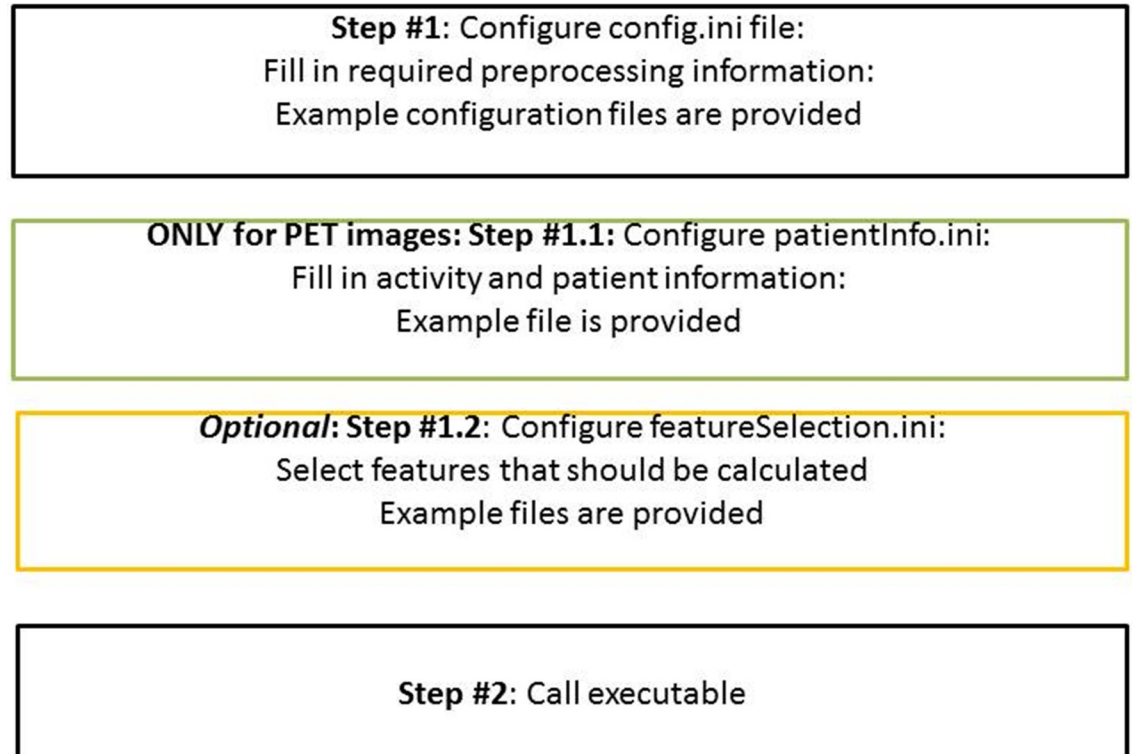 Step #1: Configure config.ini file:
Fill in required preprocessing information:
Example configuration files are provided
ONLY for PET images: Step #1.1: Configure patientInfo.ini:
Fill in activity and patient information:
Example file is provided
Optional: Step #1.2: Configure featureSelection.ini:
Select features that should be calculated
Example files are provided
Step #2: Call executable